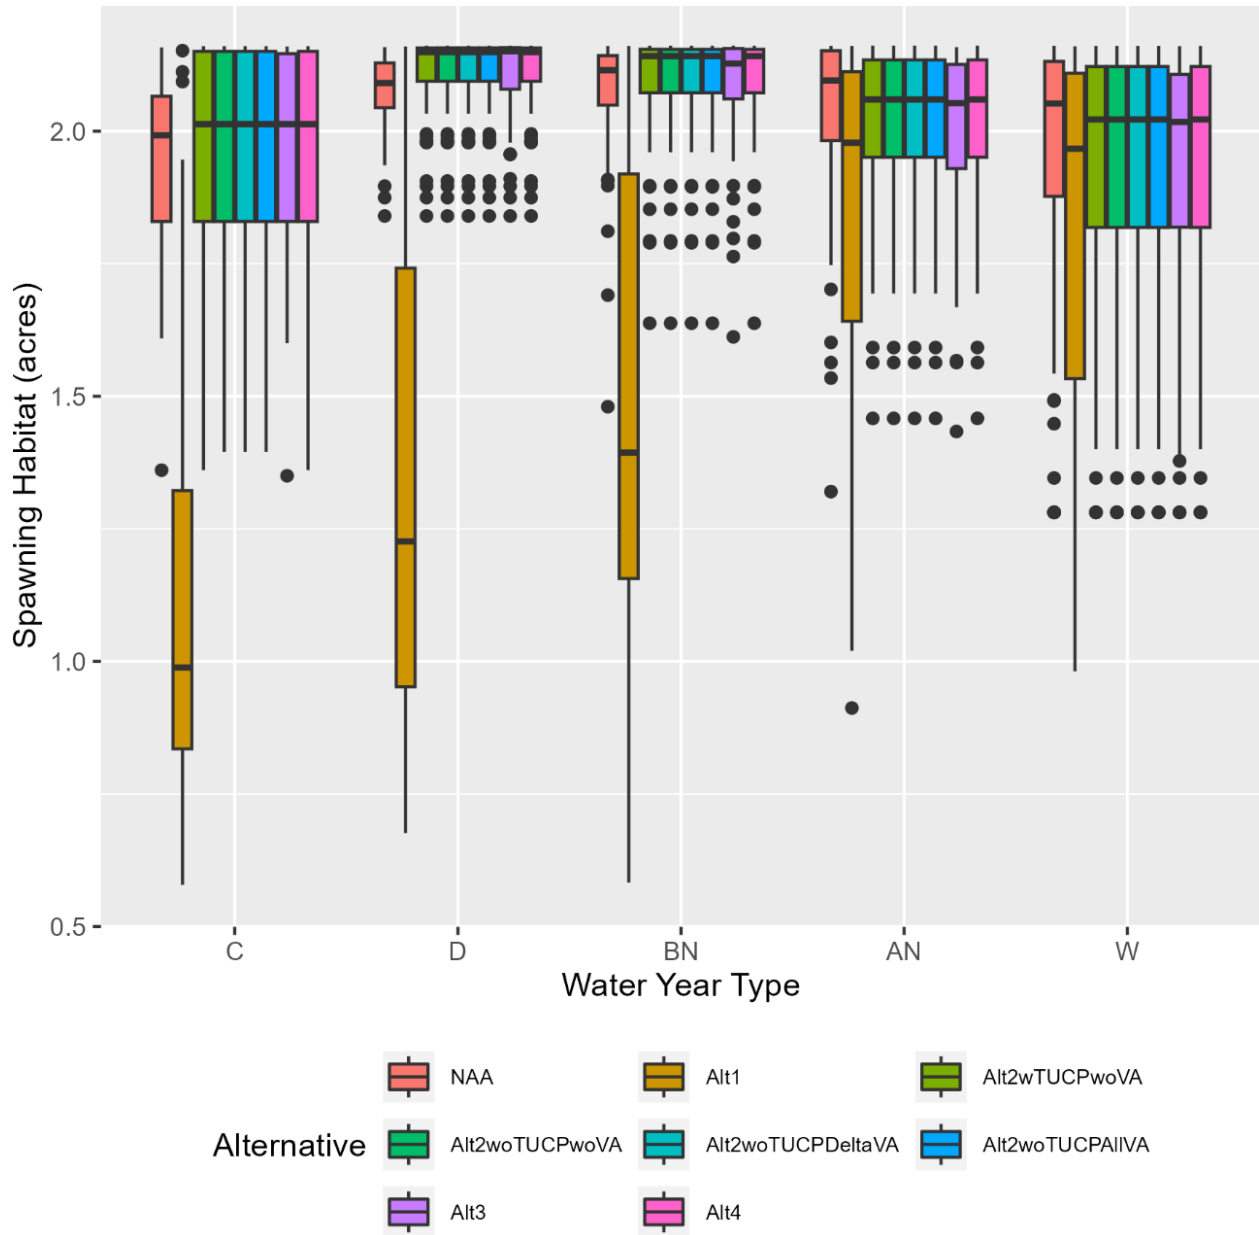 Spawning Habitat (acres)
2.0
1.5
1.0
0.5
C D BN AN W
Water Year Type
Alternative
NAA Alt1 Alt2wTUCPwoVA
Alt2woTUCPwoVA Alt2woTUCPDeltaVA Alt2woTUCPAllVA
Alt3 Alt4